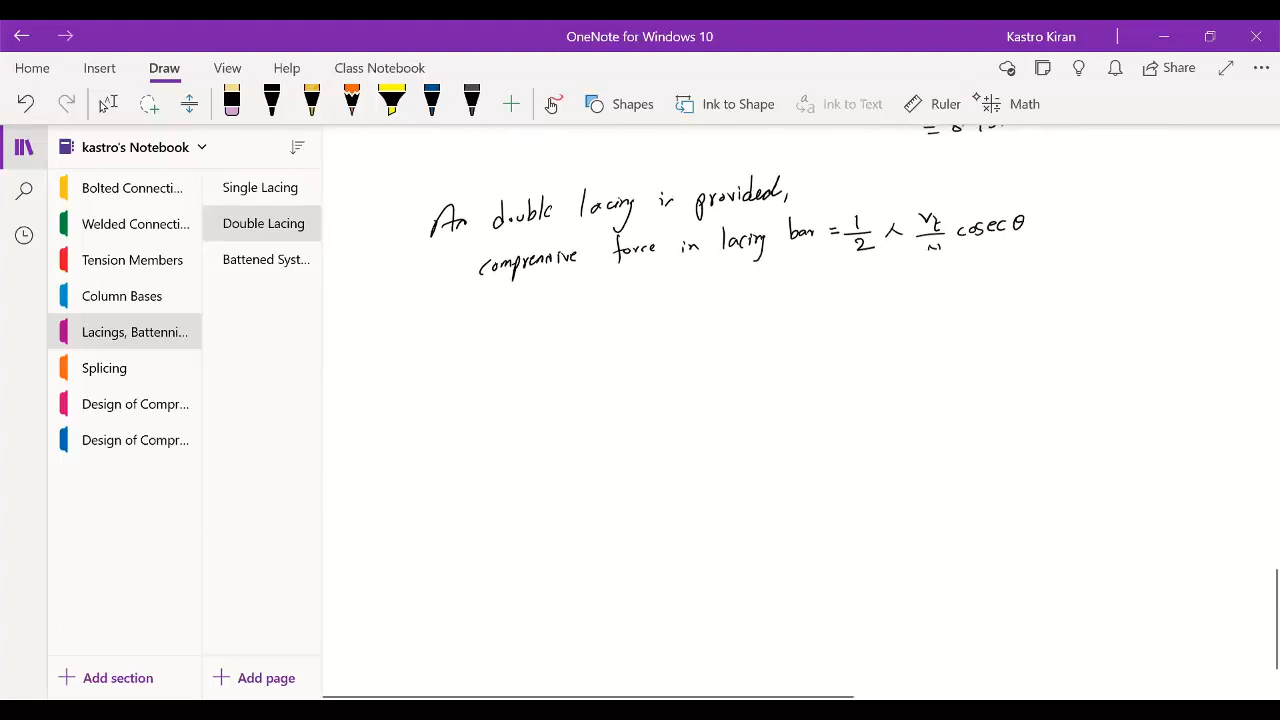 OneNote for Windows 10
Kastro Kiran
Home Insert Draw View Help Class Notebook
Share
Shapes Ink to Shape Ink to Text Ruler Math
kastro's Notebook
Bolted Connecti...
Welded Connecti...
Tension Members
Column Bases
Lacings, Battenni...
Splicing
Design of Compr...
Design of Compr...
Add section
Single Lacing
Double Lacing
Battened Syst...
Add page
As double lacing is provided,
compressive force in lacing bar = 1/2 × Vt/N cosec θ